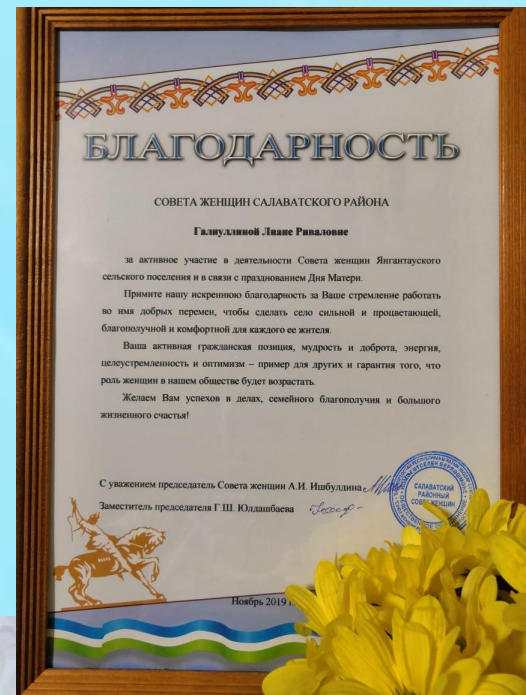 БЛАГОДАРНОСТЬ
СОВЕТА ЖЕНЩИН САЛАВАТСКОГО РАЙОНА
Галиуллиной Лиане Риваловне
за активное участие в деятельности Совета женщин Янгантауского
сельского поселения и в связи с празднованием Дня Матери.
Примите нашу искреннюю благодарность за Ваше стремление работать
во имя добрых перемен, чтобы сделать село сильной и процветающей,
благополучной и комфортной для каждого ее жителя.
Ваша активная гражданская позиция, мудрость и доброта, энергия,
целеустремленность и оптимизм – пример для других и гарантия того, что
роль женщин в нашем обществе будет возрастать.
Желаем Вам успехов в делах, семейного благополучия и большого
жизненного счастья!
С уважением председатель Совета женщин А.И. Ишбулдина
САЛАВАТСКИЙ
РАЙОННЫЙ
СОВЕТ ЖЕНЩИН
Заместитель председателя Г.Ш. Юлдашбаева
Ноябрь 2019